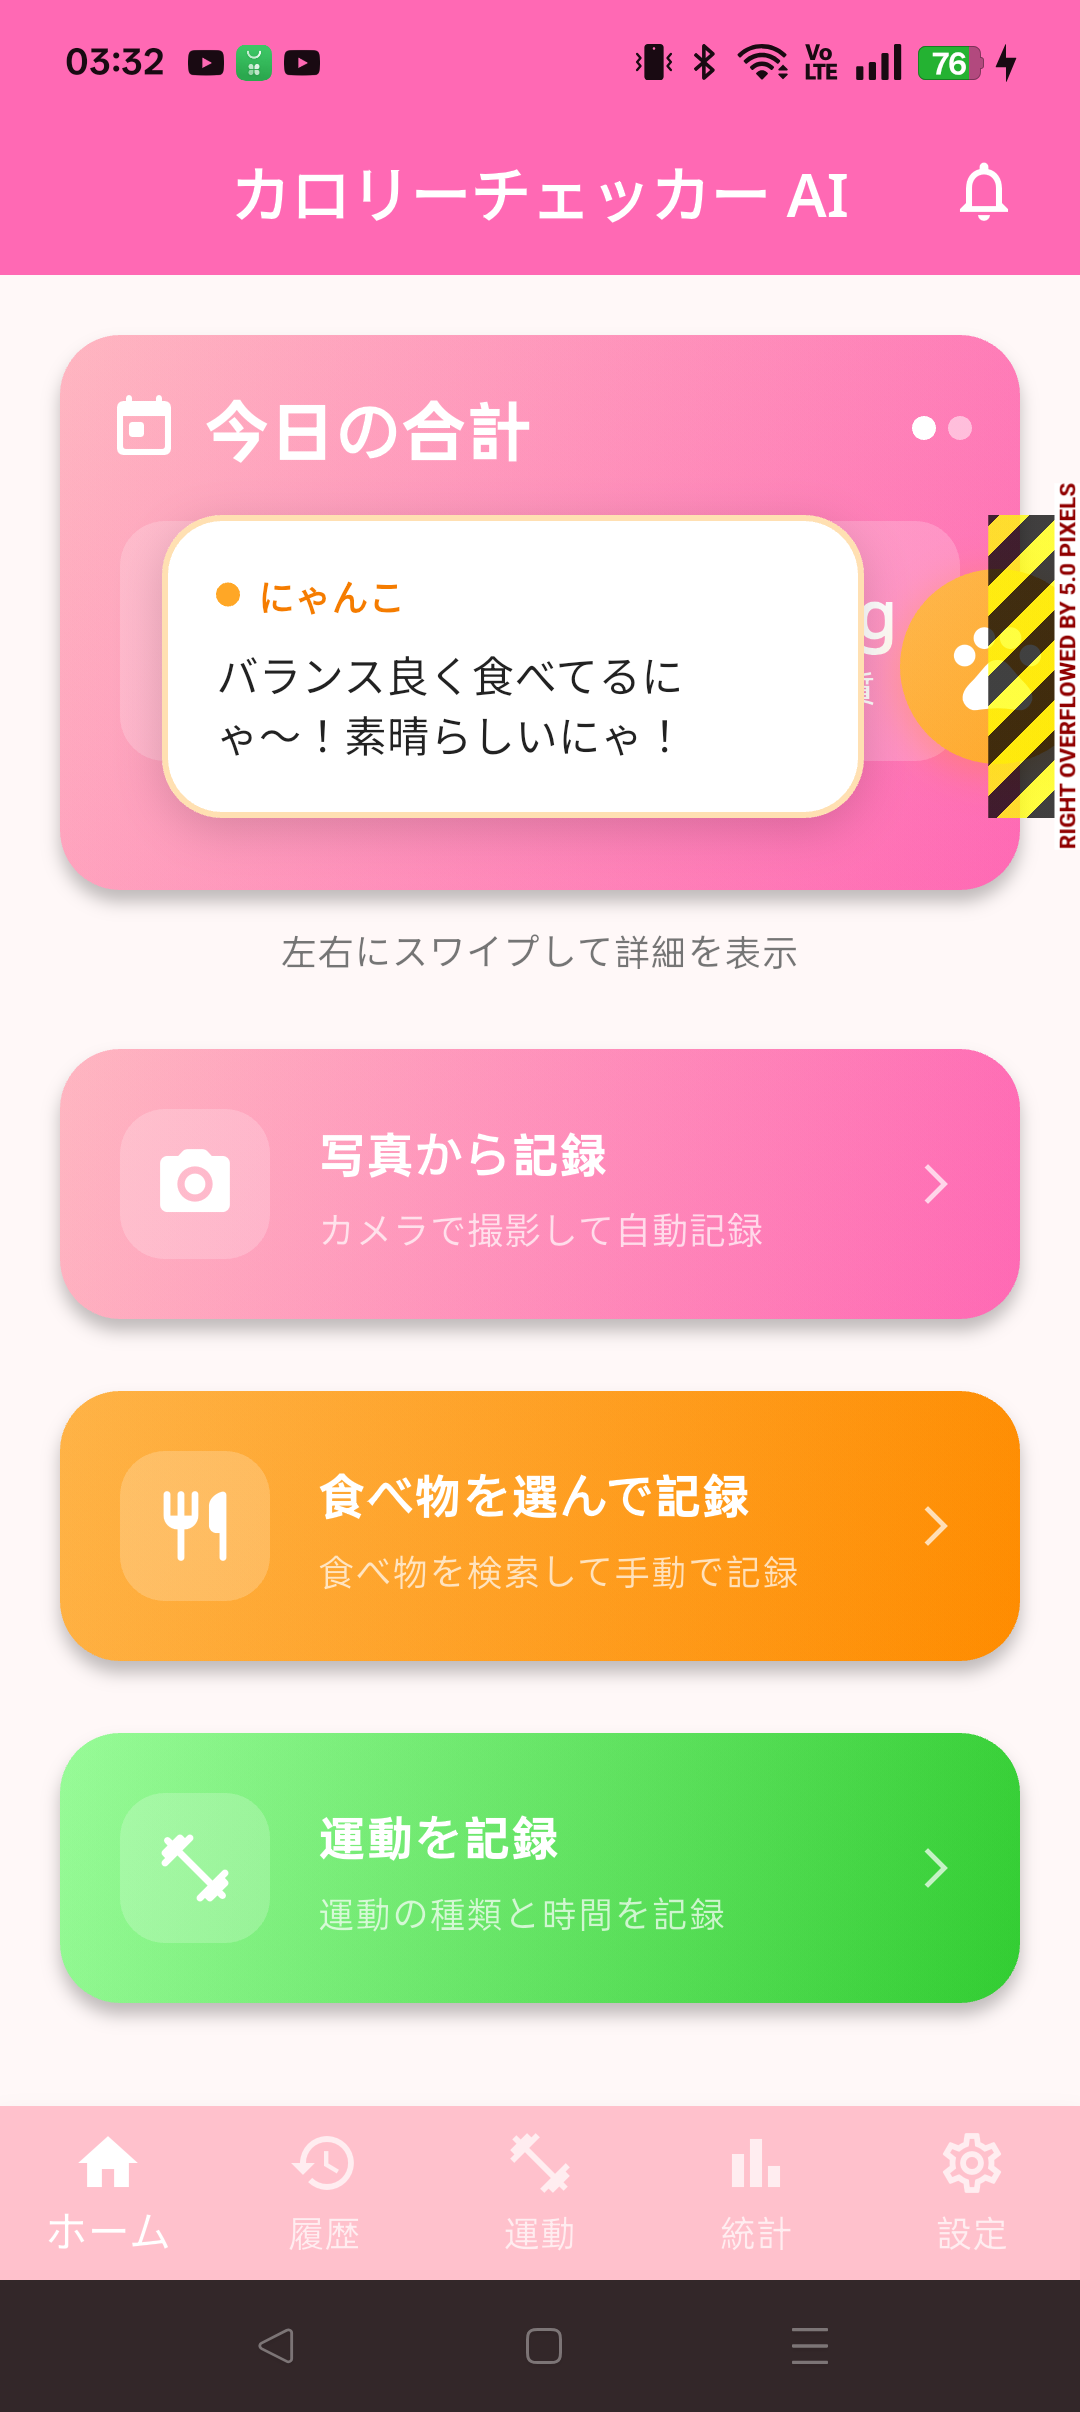 03:32
Vo LTE
76
カロリーチェッカー AI
今日の合計
にゃんこ
バランス良く食べてるに
ゃ〜！素晴らしいにゃ！
g
質
RIGHT OVERFLOWED BY 5.0 PIXELS
左右にスワイプして詳細を表示
写真から記録
カメラで撮影して自動記録
食べ物を選んで記録
食べ物を検索して手動で記録
運動を記録
運動の種類と時間を記録
ホーム
履歴
運動
統計
設定